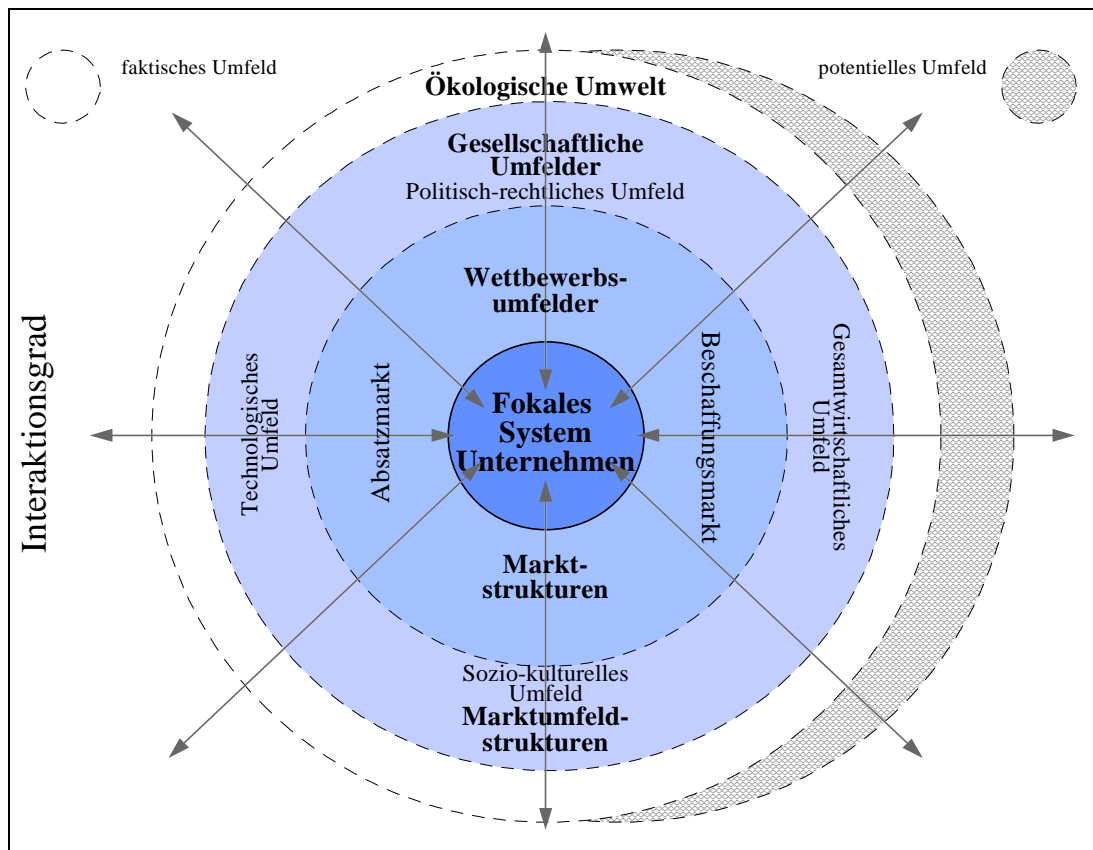 faktisches Umfeld
potentielles Umfeld
Ökologische Umwelt
Gesellschaftliche
Umfelder
Politisch-rechtliches Umfeld
Wettbewerbs-
umfelder
Interaktionsgrad
Technologisches
Umfeld
Absatzmarkt
Fokales
System
Unternehmen
Beschaffungsmarkt
Gesamtwirtschaftliches
Umfeld
Markt-
strukturen
Sozio-kulturelles
Umfeld
Marktumfeld-
strukturen